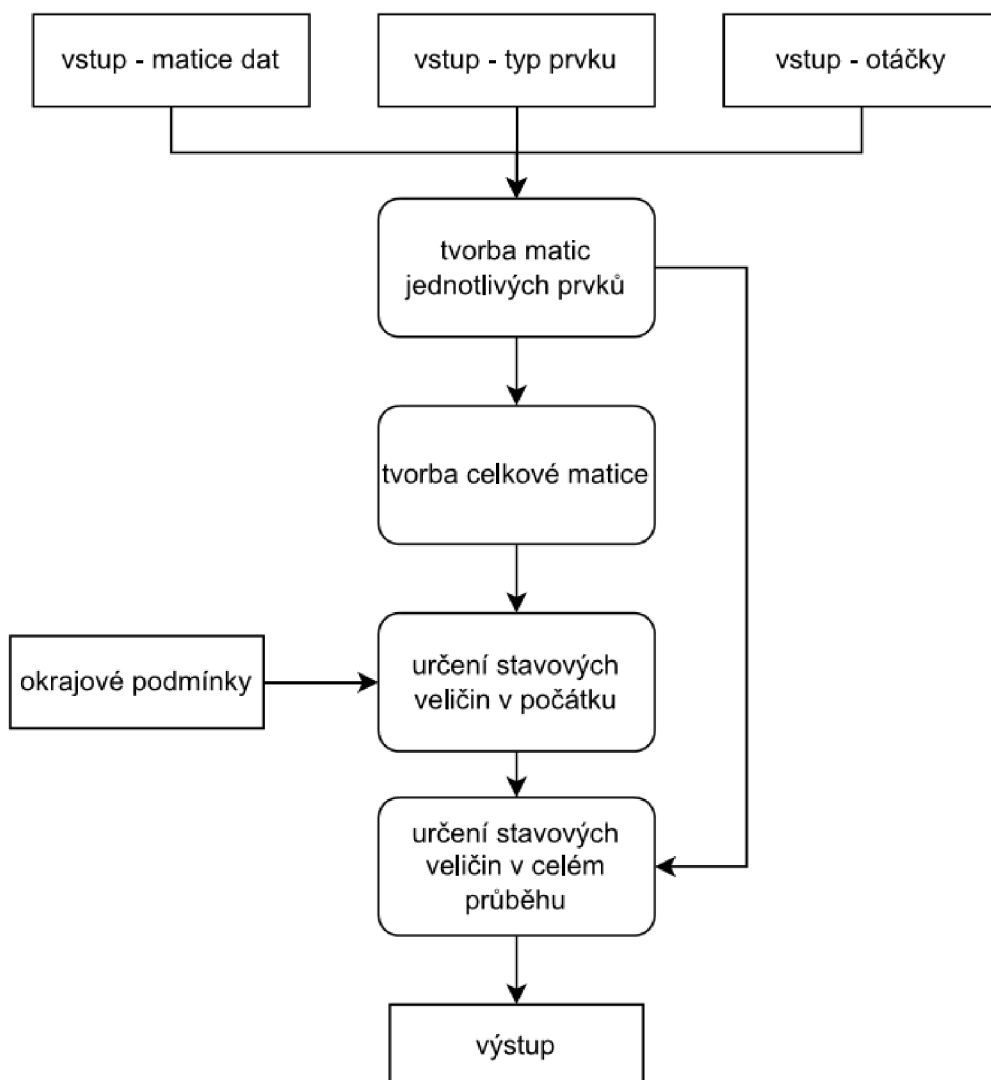 vstup - matice dat
vstup - typ prvku
vstup - otáčky
tvorba matic
jednotlivých prvků
tvorba celkové matice
okrajové podmínky
určení stavových
veličin v počátku
určení stavových
veličin v celém
průběhu
výstup